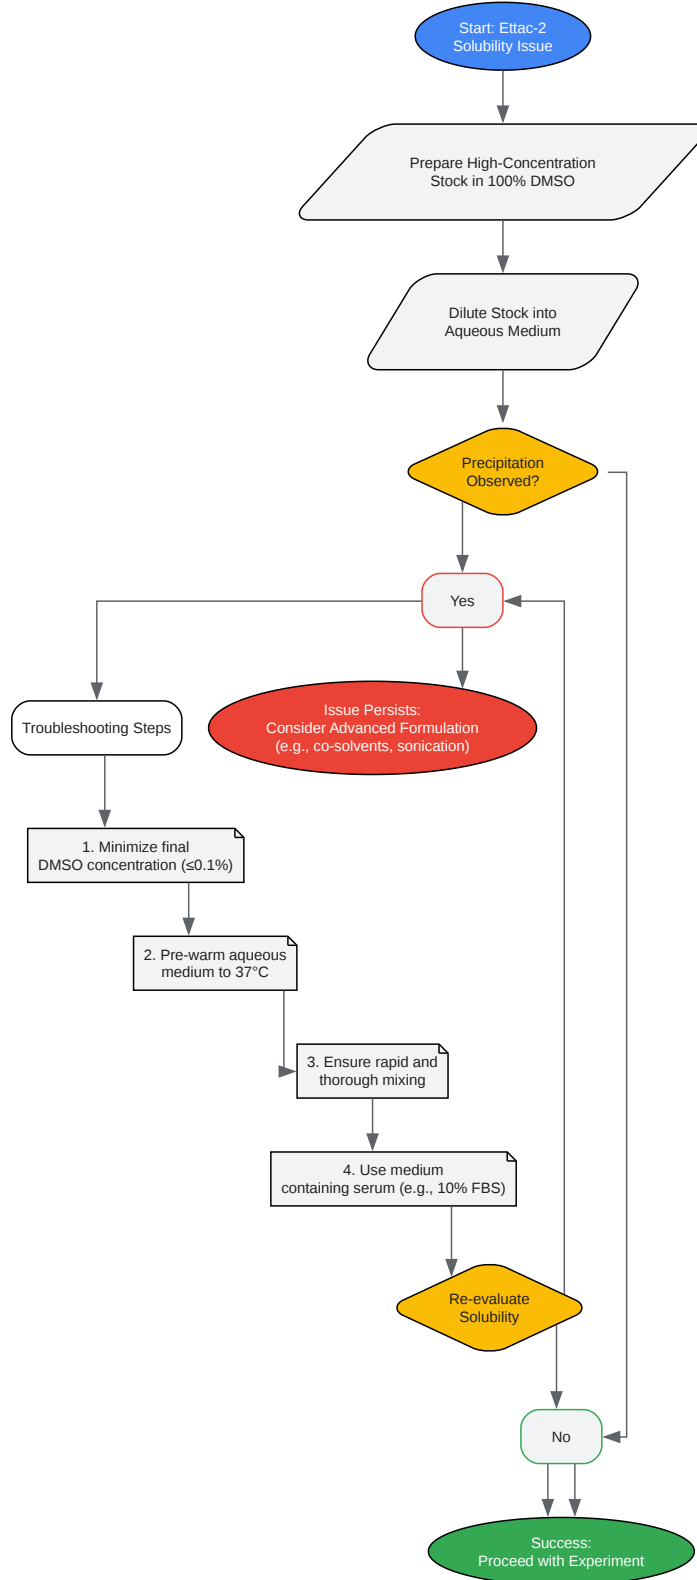 Start: Ettac-2
Solubility Issue
Prepare High-Concentration
Stock in 100% DMSO
Dilute Stock into
Aqueous Medium
Precipitation
Observed?
Yes
Troubleshooting Steps
Issue Persists:
Consider Advanced Formulation
(e.g., co-solvents, sonication)
1. Minimize final
DMSO concentration (≤0.1%)
2. Pre-warm aqueous
medium to 37°C
3. Ensure rapid and
thorough mixing
4. Use medium
containing serum (e.g., 10% FBS)
Re-evaluate
Solubility
No
Success:
Proceed with Experiment